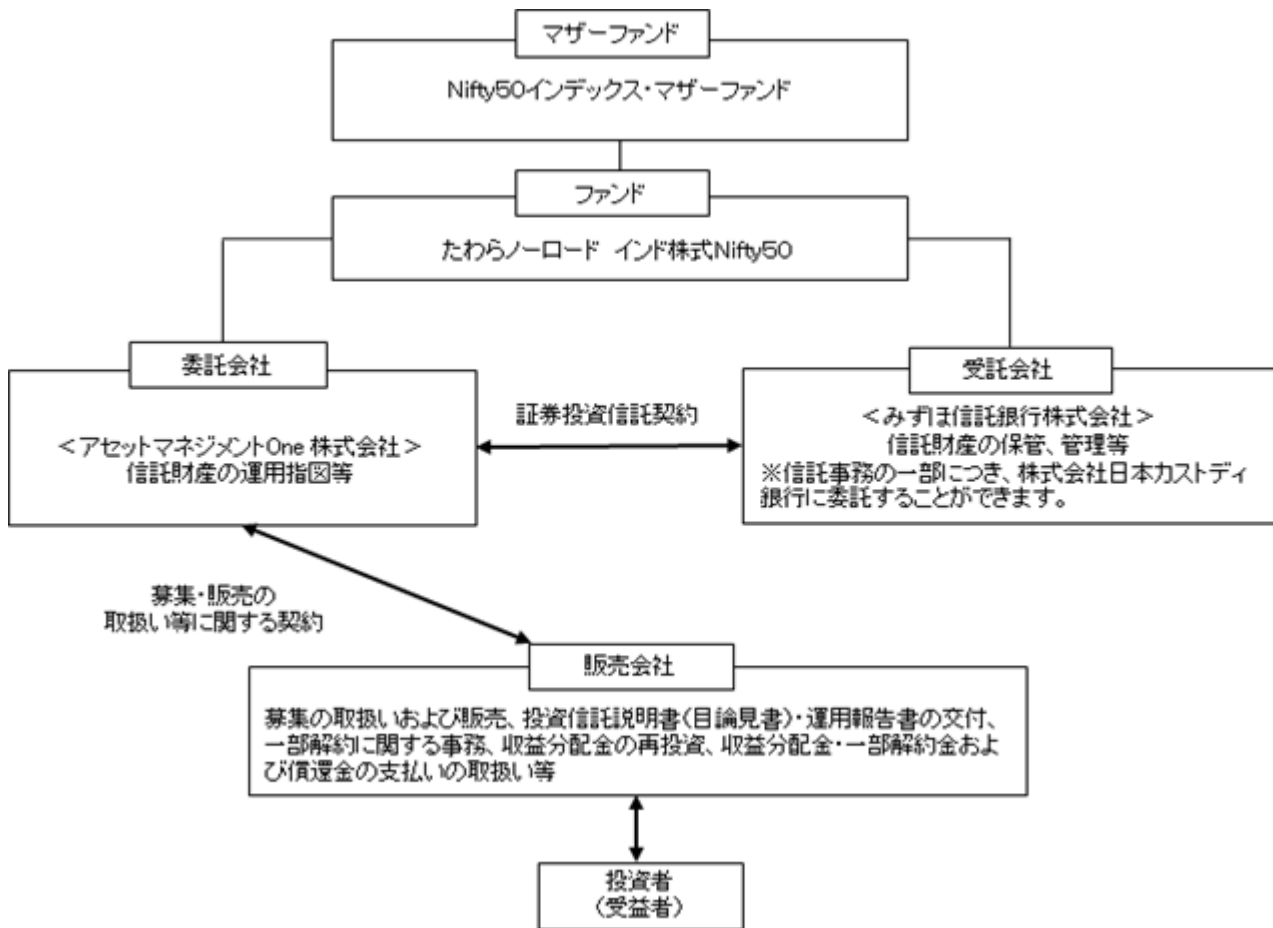 マザーファンド
Nifty50インデックス・マザーファンド
ファンド
たわらノーロード インド株式Nifty50
委託会社
＜アセットマネジメントOne 株式会社＞
信託財産の運用指図等
証券投資信託契約
受託会社
＜みずほ信託銀行株式会社＞
信託財産の保管、管理等
※信託事務の一部につき、株式会社日本カストディ
銀行に委託することができます。
募集・販売の
取扱い等に関する契約
販売会社
募集の取扱いおよび販売、投資信託説明書（目論見書）・運用報告書の交付、
一部解約に関する事務、収益分配金の再投資、収益分配金・一部解約金およ
び償還金の支払いの取扱い等
投資者
（受益者）